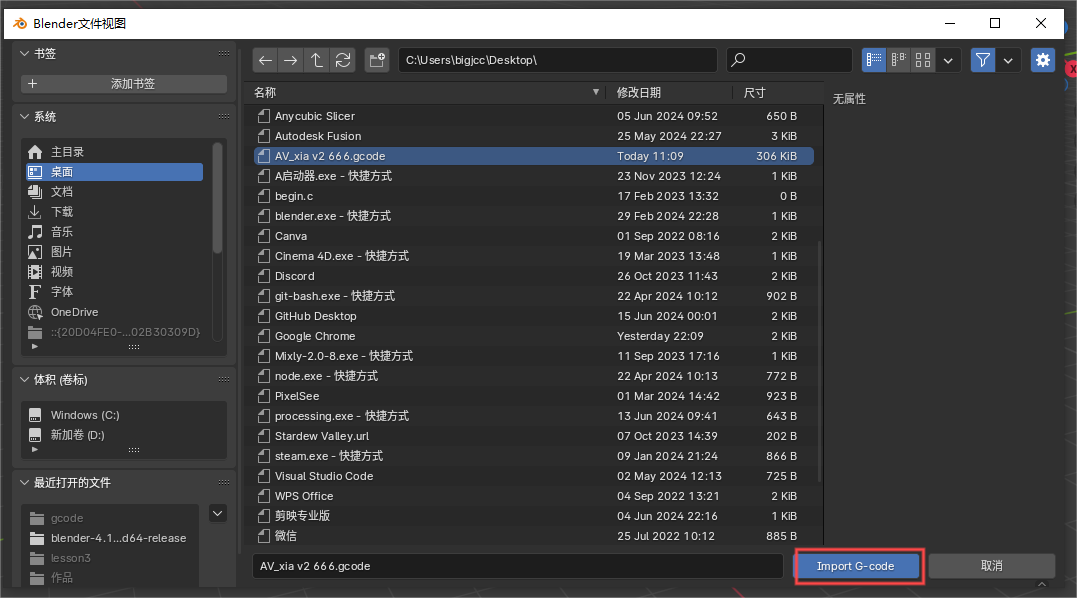 Blender文件视图
书签
添加书签
系统
主目录
桌面
文档
下载
音乐
图片
视频
字体
OneDrive
::{20D04FE0-...02B30309D}
体积 (卷标)
Windows (C:)
新加卷 (D:)
最近打开的文件
gcode
blender-4.1...d64-release
lesson3
作品
C:\Users\bigjcc\Desktop\
名称 修改日期 尺寸
Anycubic Slicer 05 Jun 2024 09:52 650 B
Autodesk Fusion 25 May 2024 22:27 3 KiB
AV_xia v2 666.gcode Today 11:09 306 KiB
A启动器.exe - 快捷方式 23 Nov 2023 12:24 1 KiB
begin.c 17 Feb 2023 13:32 0 B
blender.exe - 快捷方式 29 Feb 2024 22:28 1 KiB
Canva 01 Sep 2022 08:16 2 KiB
Cinema 4D.exe - 快捷方式 19 Mar 2023 13:48 1 KiB
Discord 26 Oct 2023 11:43 2 KiB
git-bash.exe - 快捷方式 22 Apr 2024 10:12 902 B
GitHub Desktop 15 Jun 2024 00:01 2 KiB
Google Chrome Yesterday 22:09 2 KiB
Mixly-2.0-8.exe - 快捷方式 11 Sep 2023 17:16 1 KiB
node.exe - 快捷方式 22 Apr 2024 10:13 772 B
PixelSee 01 Mar 2024 14:42 923 B
processing.exe - 快捷方式 13 Jun 2024 09:41 643 B
Stardew Valley.url 07 Oct 2023 14:39 202 B
steam.exe - 快捷方式 09 Jan 2024 21:24 866 B
Visual Studio Code 02 May 2024 12:13 725 B
WPS Office 04 Sep 2022 13:21 2 KiB
剪映专业版 04 Jun 2024 22:16 1 KiB
微信 25 Jul 2022 10:12 885 B
无属性
AV_xia v2 666.gcode
Import G-code
取消
X